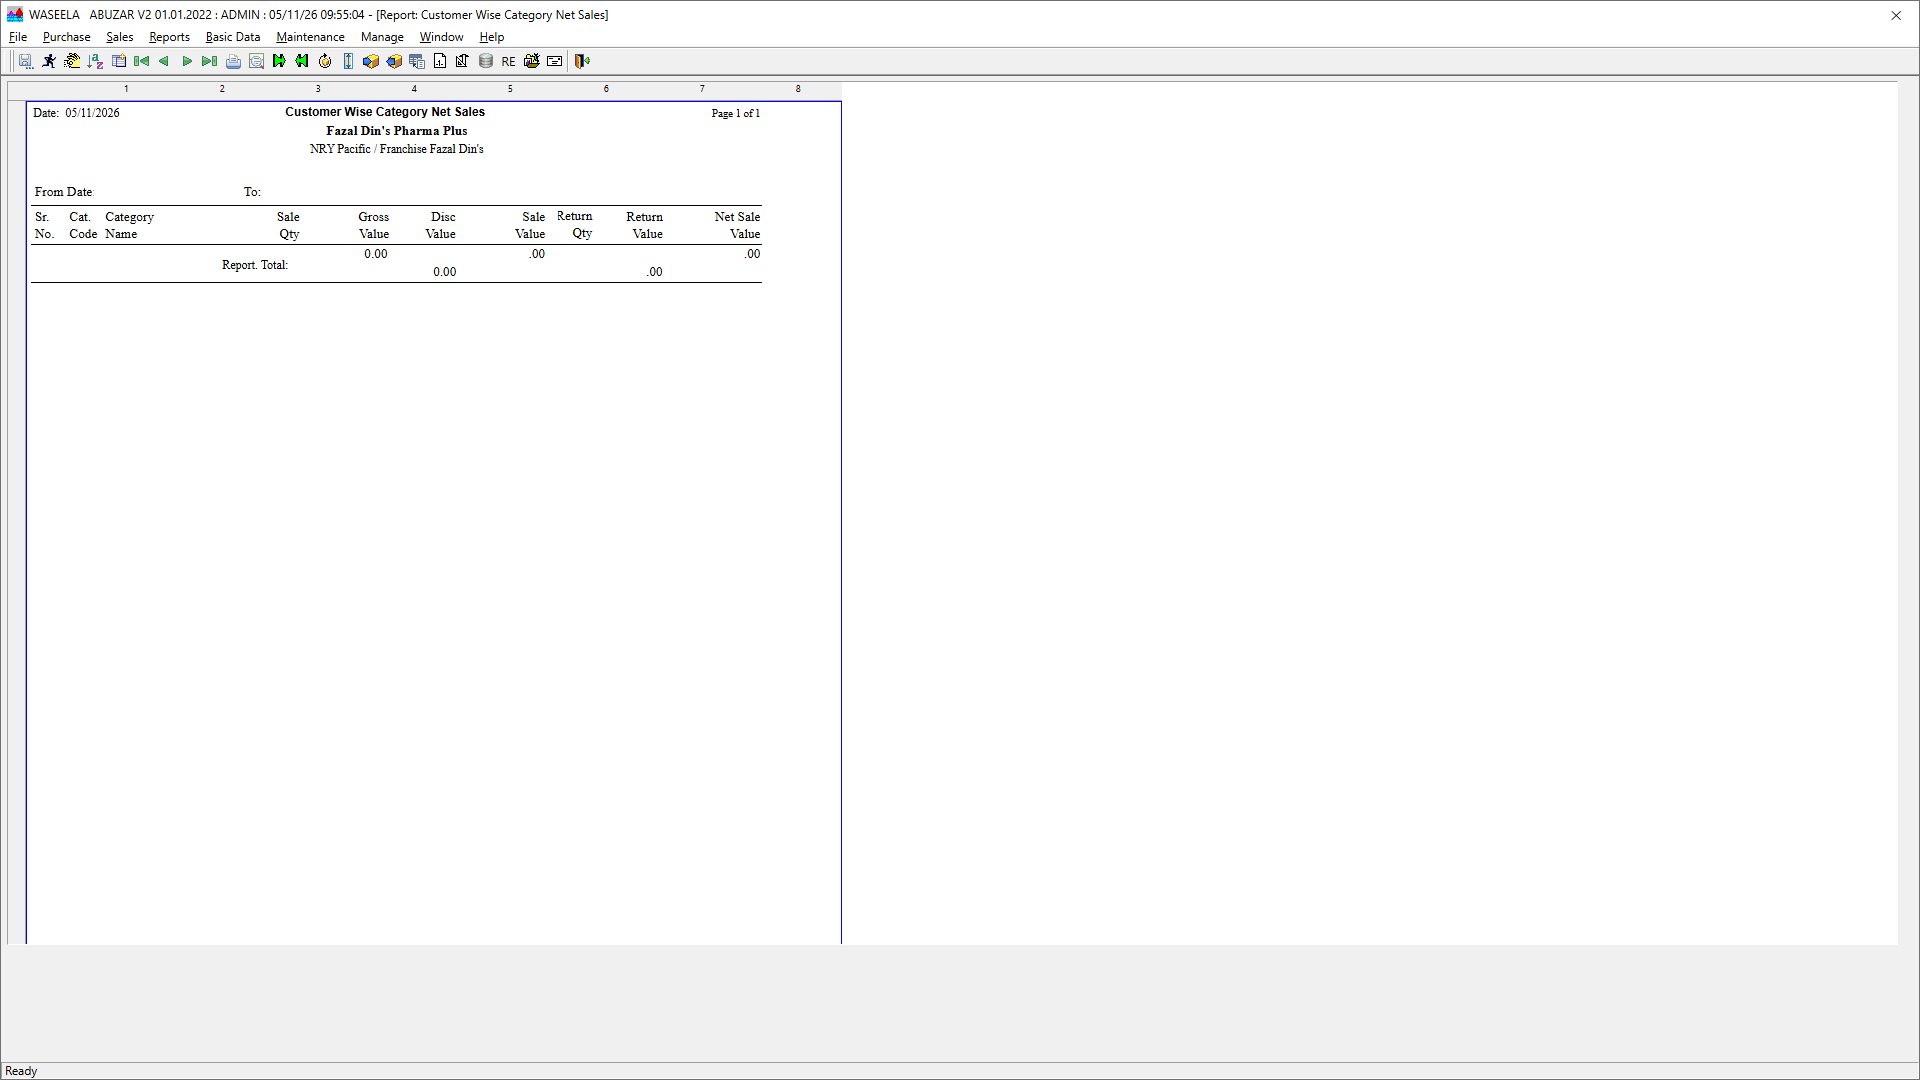 WASEELA   ABUZAR V2 01.01.2022 : ADMIN : 05/11/26 09:55:04 - [Report: Customer Wise Category Net Sales]
File Purchase Sales Reports Basic Data Maintenance Manage Window Help
RE
1 2 3 4 5 6 7 8
Date: 05/11/2026 Customer Wise Category Net Sales Page 1 of 1
Fazal Din's Pharma Plus
NRY Pacific / Franchise Fazal Din's
From Date To:
Sr. Cat. Category Sale Gross Disc Sale Return Return Net Sale
No. Code Name Qty Value Value Value Qty Value Value
0.00 .00 .00
Report. Total:
0.00 .00
Ready